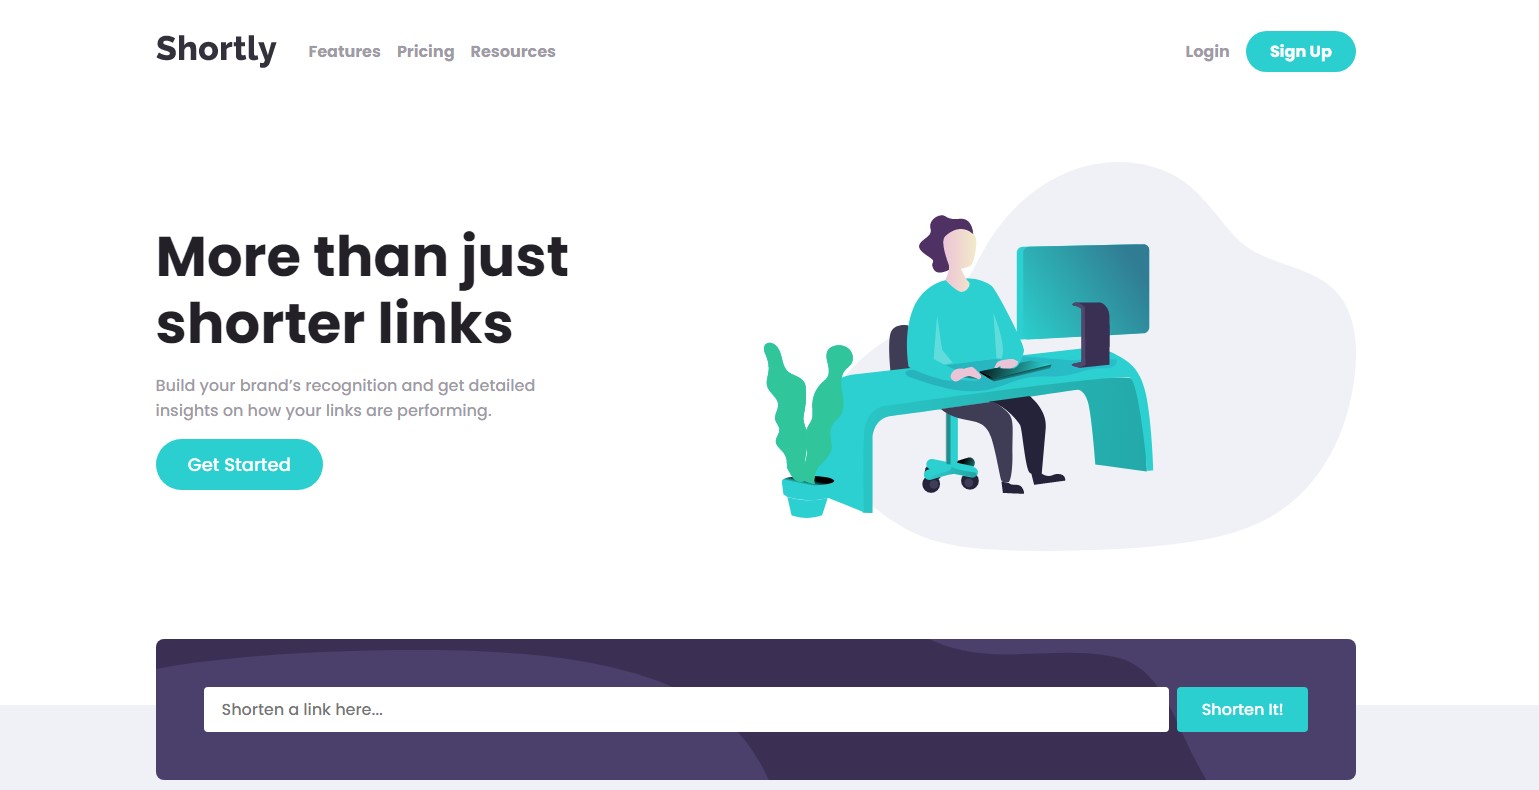 Shortly Features Pricing Resources Login Sign Up
More than just
shorter links
Build your brand’s recognition and get detailed
insights on how your links are performing.
Get Started
Shorten a link here... Shorten It!